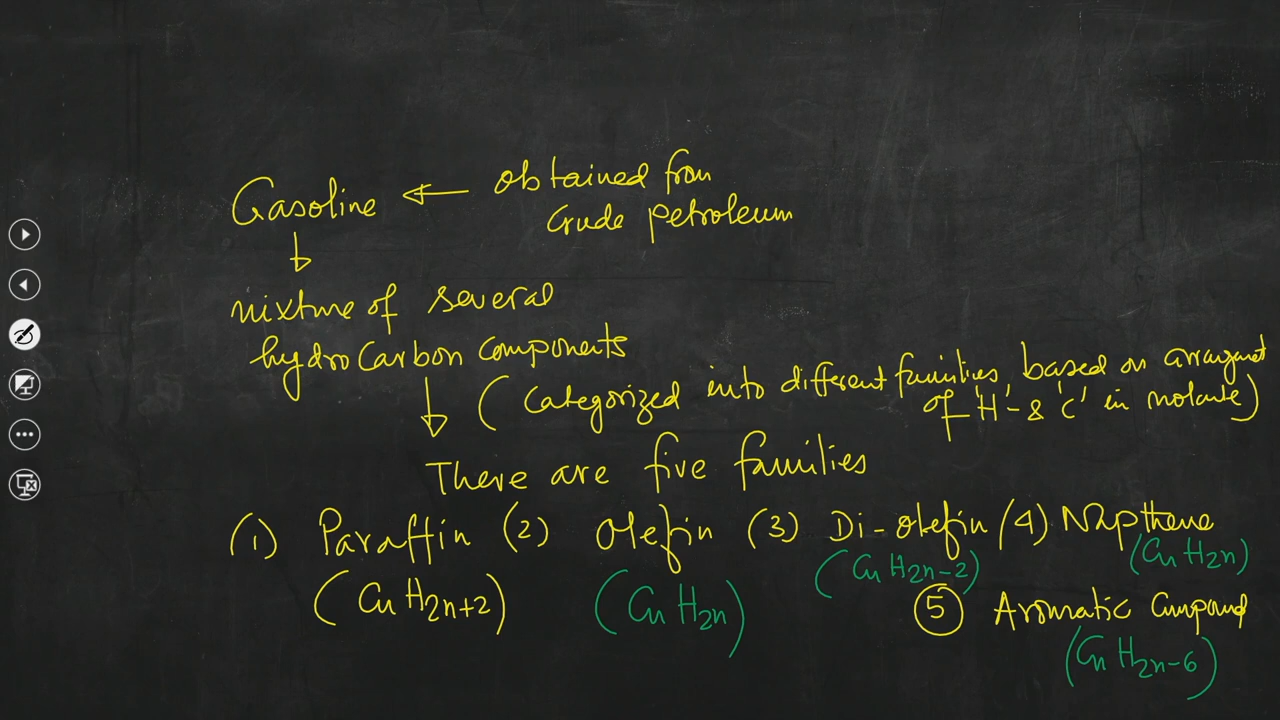 Gasoline ← obtained from
crude petroleum
↓
mixture of several
hydrocarbon components
↓ (categorized into different families, based on arrangement
of 'H' & 'C' in molecule)
There are five families
(1) Paraffin (2) Olefin (3) Di-olefin (4) Napthene
(CnH2n+2) (CnH2n) (CnH2n-2) (CnH2n)
(5) Aromatic Compound
(CnH2n-6)